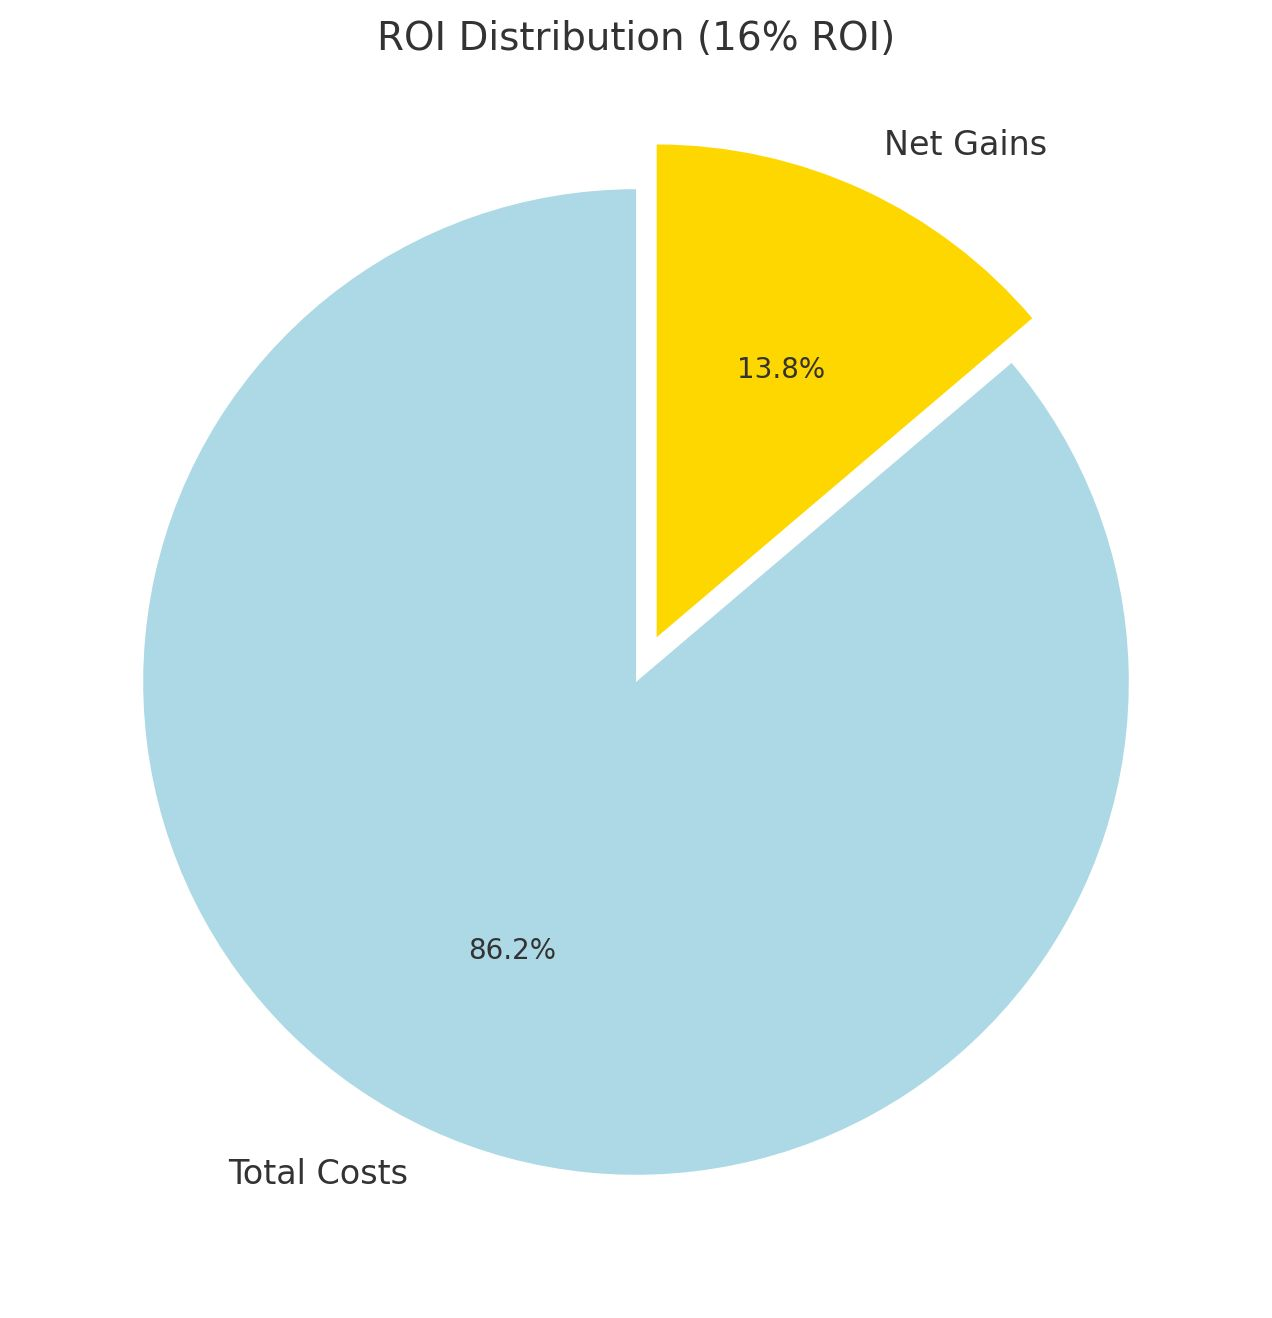 ROI Distribution (16% ROI)
Net Gains
13.8%
86.2%
Total Costs